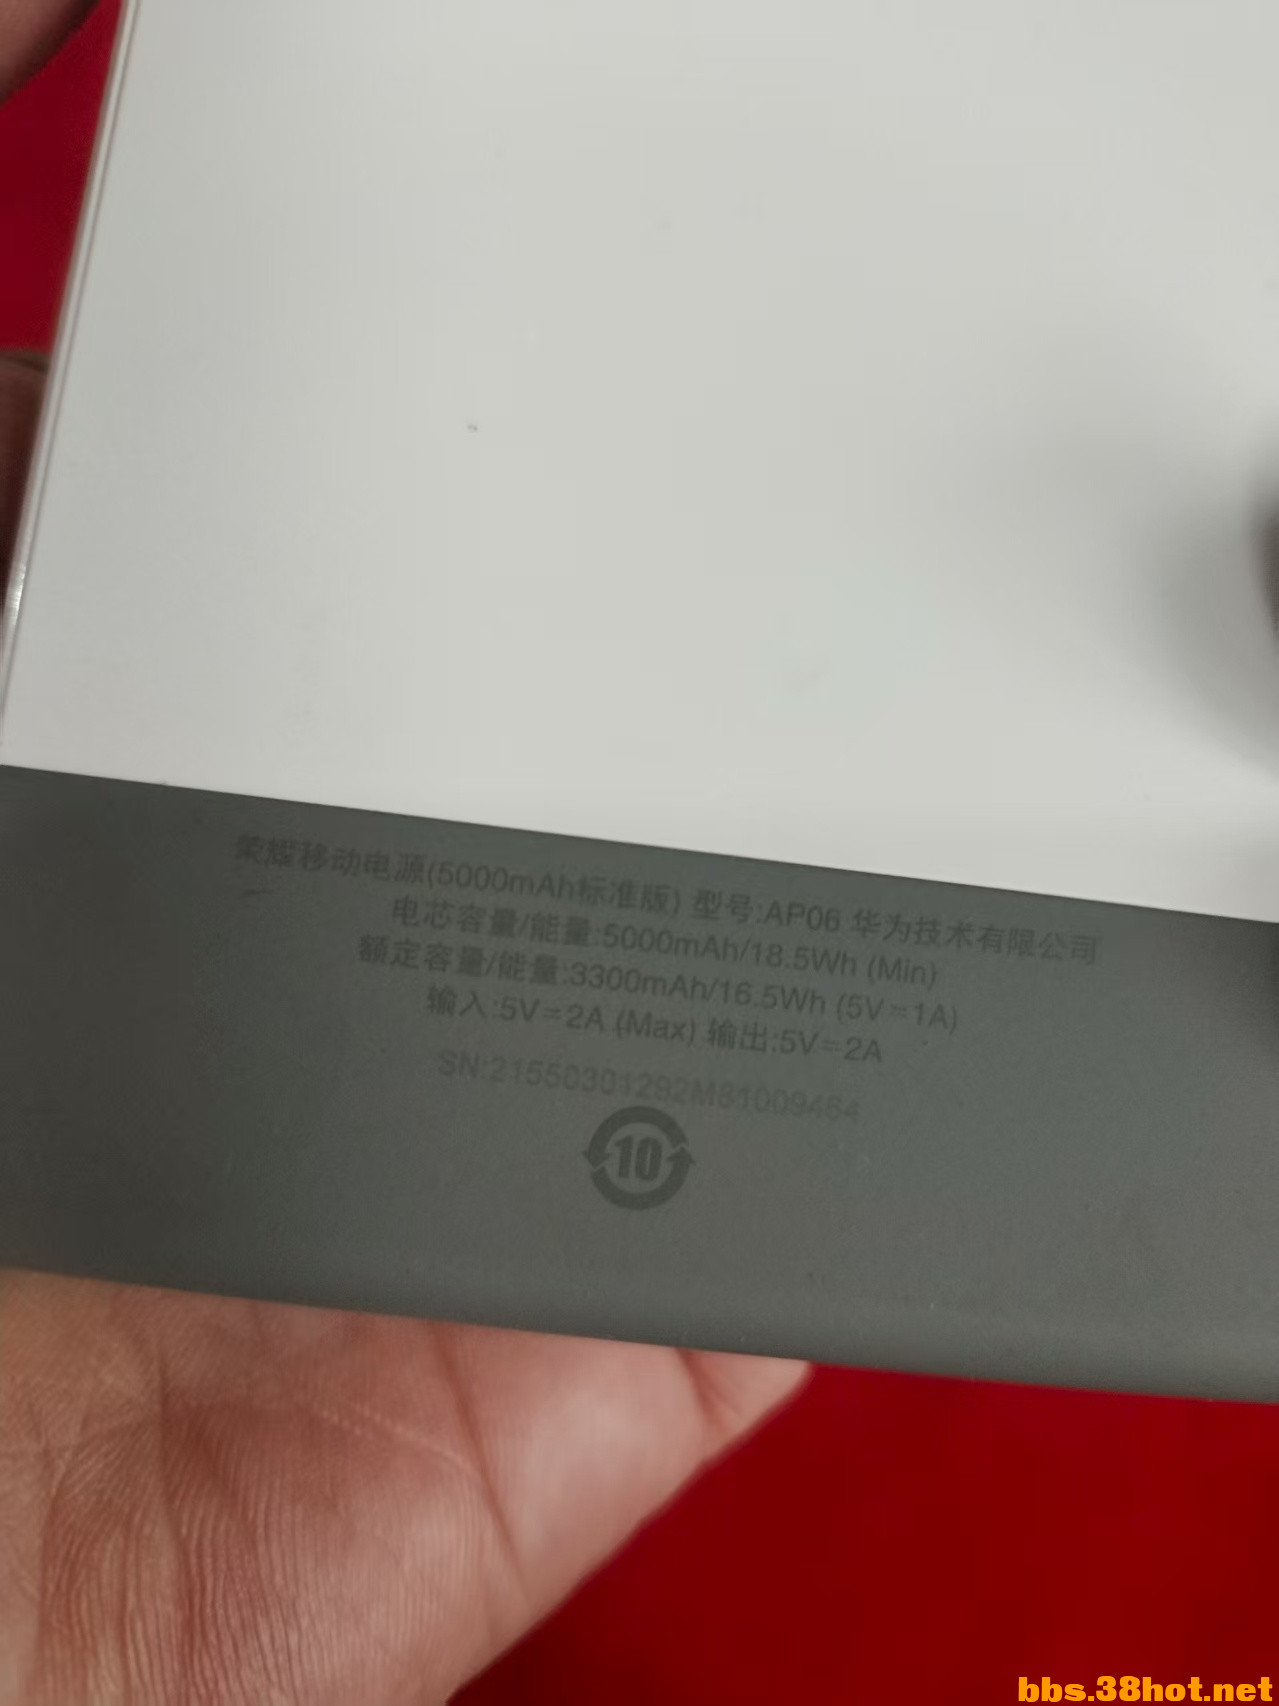 荣耀移动电源(5000mAh标准版) 型号:AP06 华为技术有限公司
电芯容量/能量:5000mAh/18.5Wh (Min)
额定容量/能量:3300mAh/16.5Wh (5V⎓1A)
输入:5V⎓2A (Max) 输出:5V⎓2A
SN:21550301282M81009464
10
bbs.38hot.net